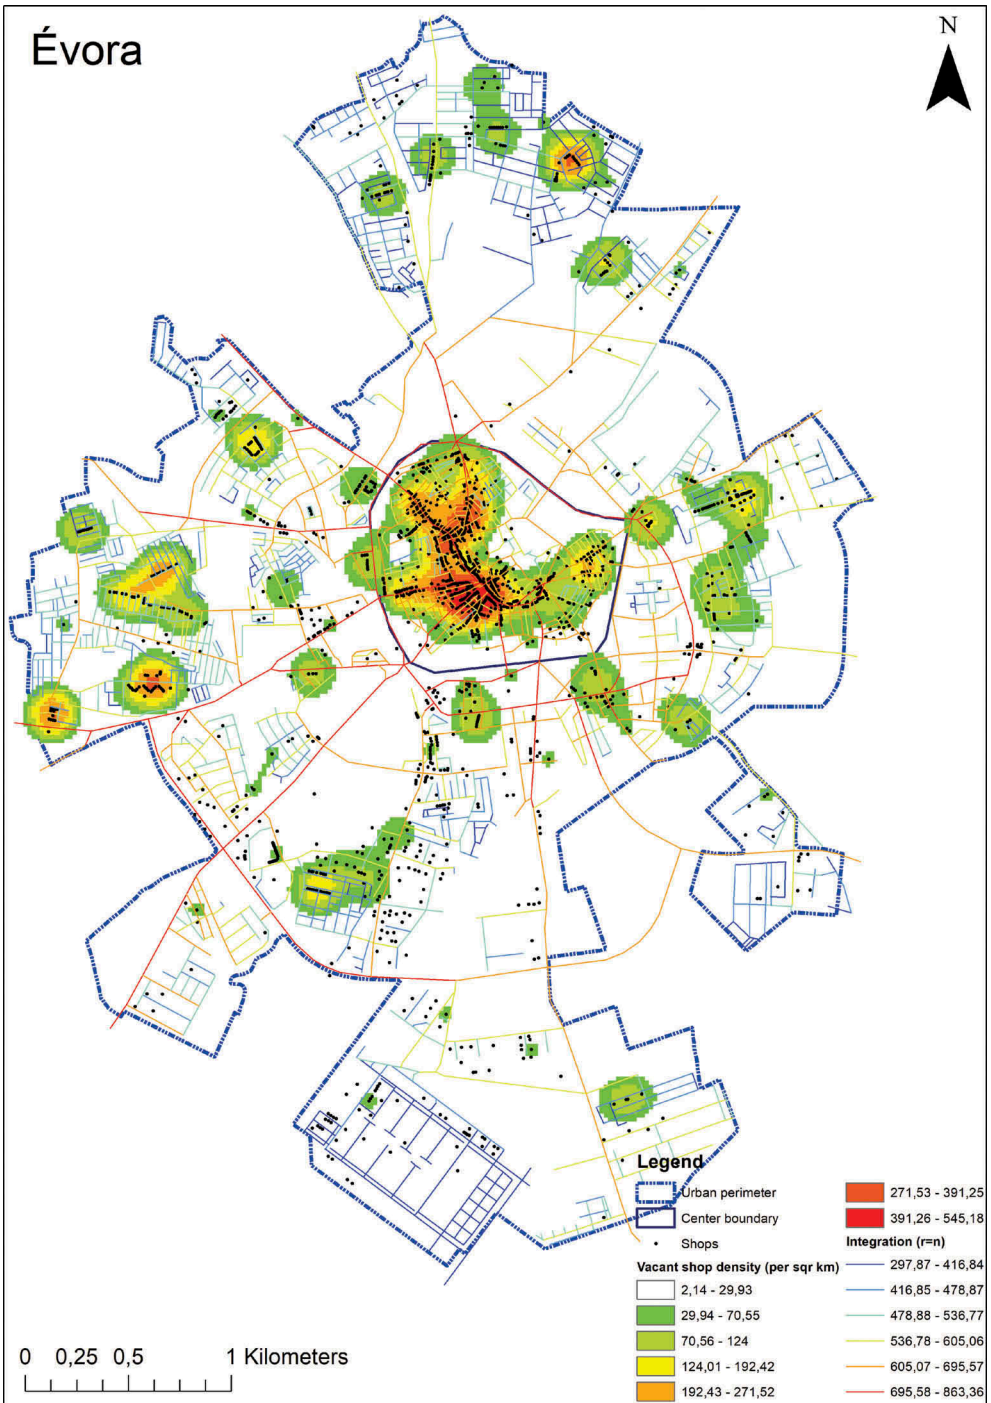 Évora
N
Legend
Urban perimeter
Center boundary
Shops
Vacant shop density (per sqr km)
2,14 - 29,93
29,94 - 70,55
70,56 - 124
124,01 - 192,42
192,43 - 271,52
271,53 - 391,25
391,26 - 545,18
Integration (r=n)
297,87 - 416,84
416,85 - 478,87
478,88 - 536,77
536,78 - 605,06
605,07 - 695,57
695,58 - 863,36
0 0,25 0,5 1 Kilometers